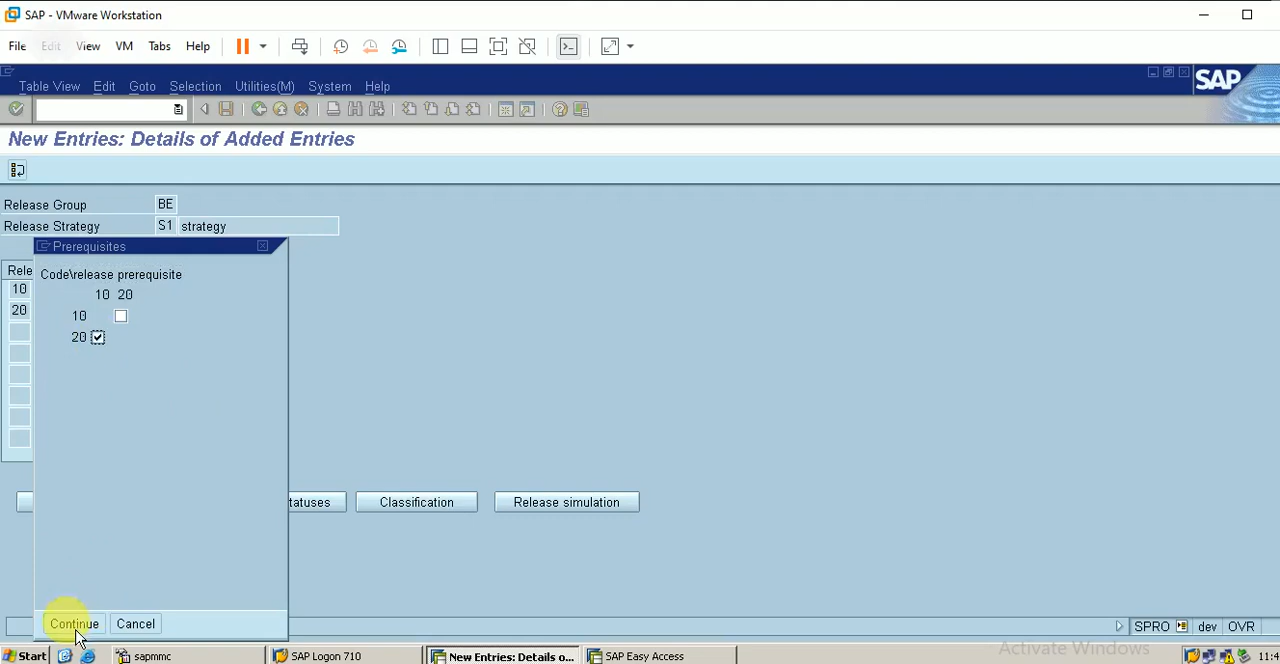 SAP - VMware Workstation
File Edit View VM Tabs Help
Table View Edit Goto Selection Utilities(M) System Help
SAP
New Entries: Details of Added Entries
Release Group BE
Release Strategy S1 strategy
Prerequisites
Rele
Code\release prerequisite
10 20
10 10
20 20
tatuses Classification Release simulation
Continue Cancel
SPRO dev OVR
Activate Windows
Start sapmmc SAP Logon 710 New Entries: Details o... SAP Easy Access 11:4